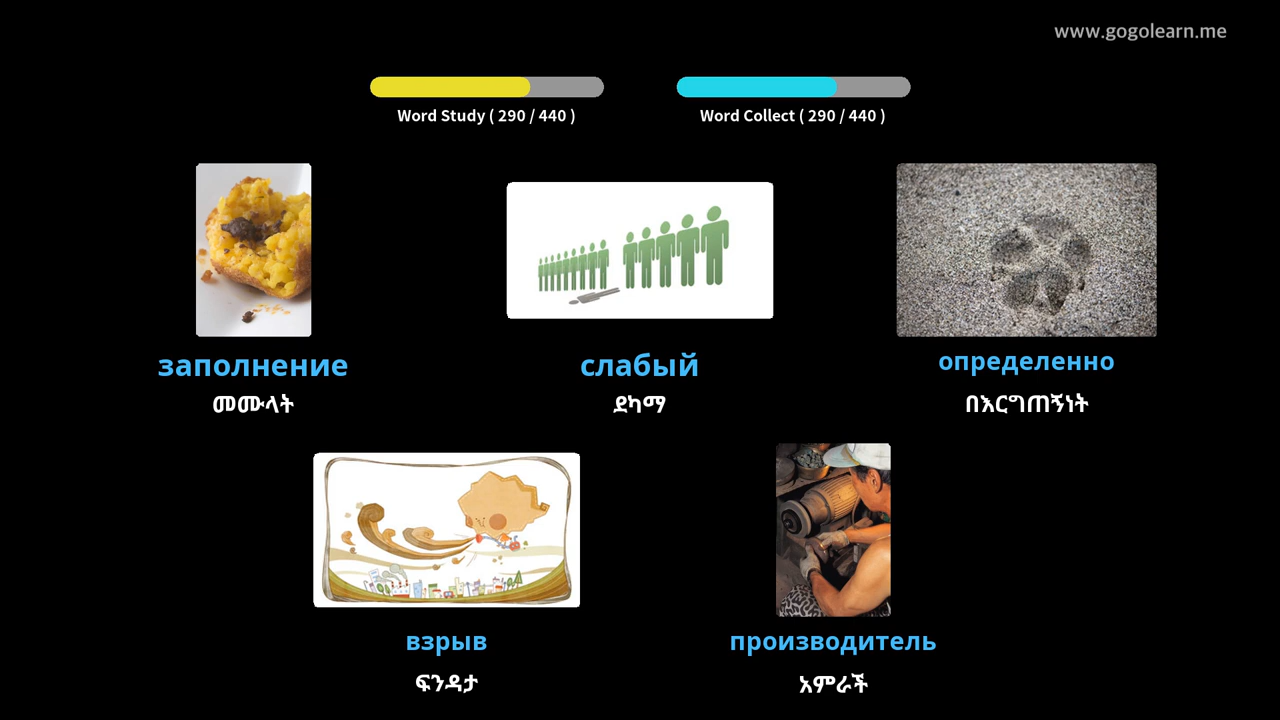 www.gogolearn.me
Word Study ( 290 / 440 )
Word Collect ( 290 / 440 )
заполнение
መሙላት
слабый
ደካማ
определенно
በእርግጠኝነት
взрыв
ፍንዳታ
производитель
አምራች